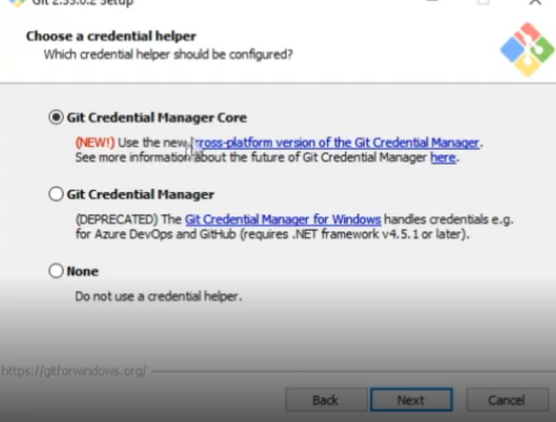 Git 2.33.0.2 Setup
Choose a credential helper
Which credential helper should be configured?
Git Credential Manager Core
(NEW!) Use the new cross-platform version of the Git Credential Manager.
See more information about the future of Git Credential Manager here.
Git Credential Manager
(DEPRECATED) The Git Credential Manager for Windows handles credentials e.g.
for Azure DevOps and GitHub (requires .NET framework v4.5.1 or later).
None
Do not use a credential helper.
https://gitforwindows.org/
Back
Next
Cancel